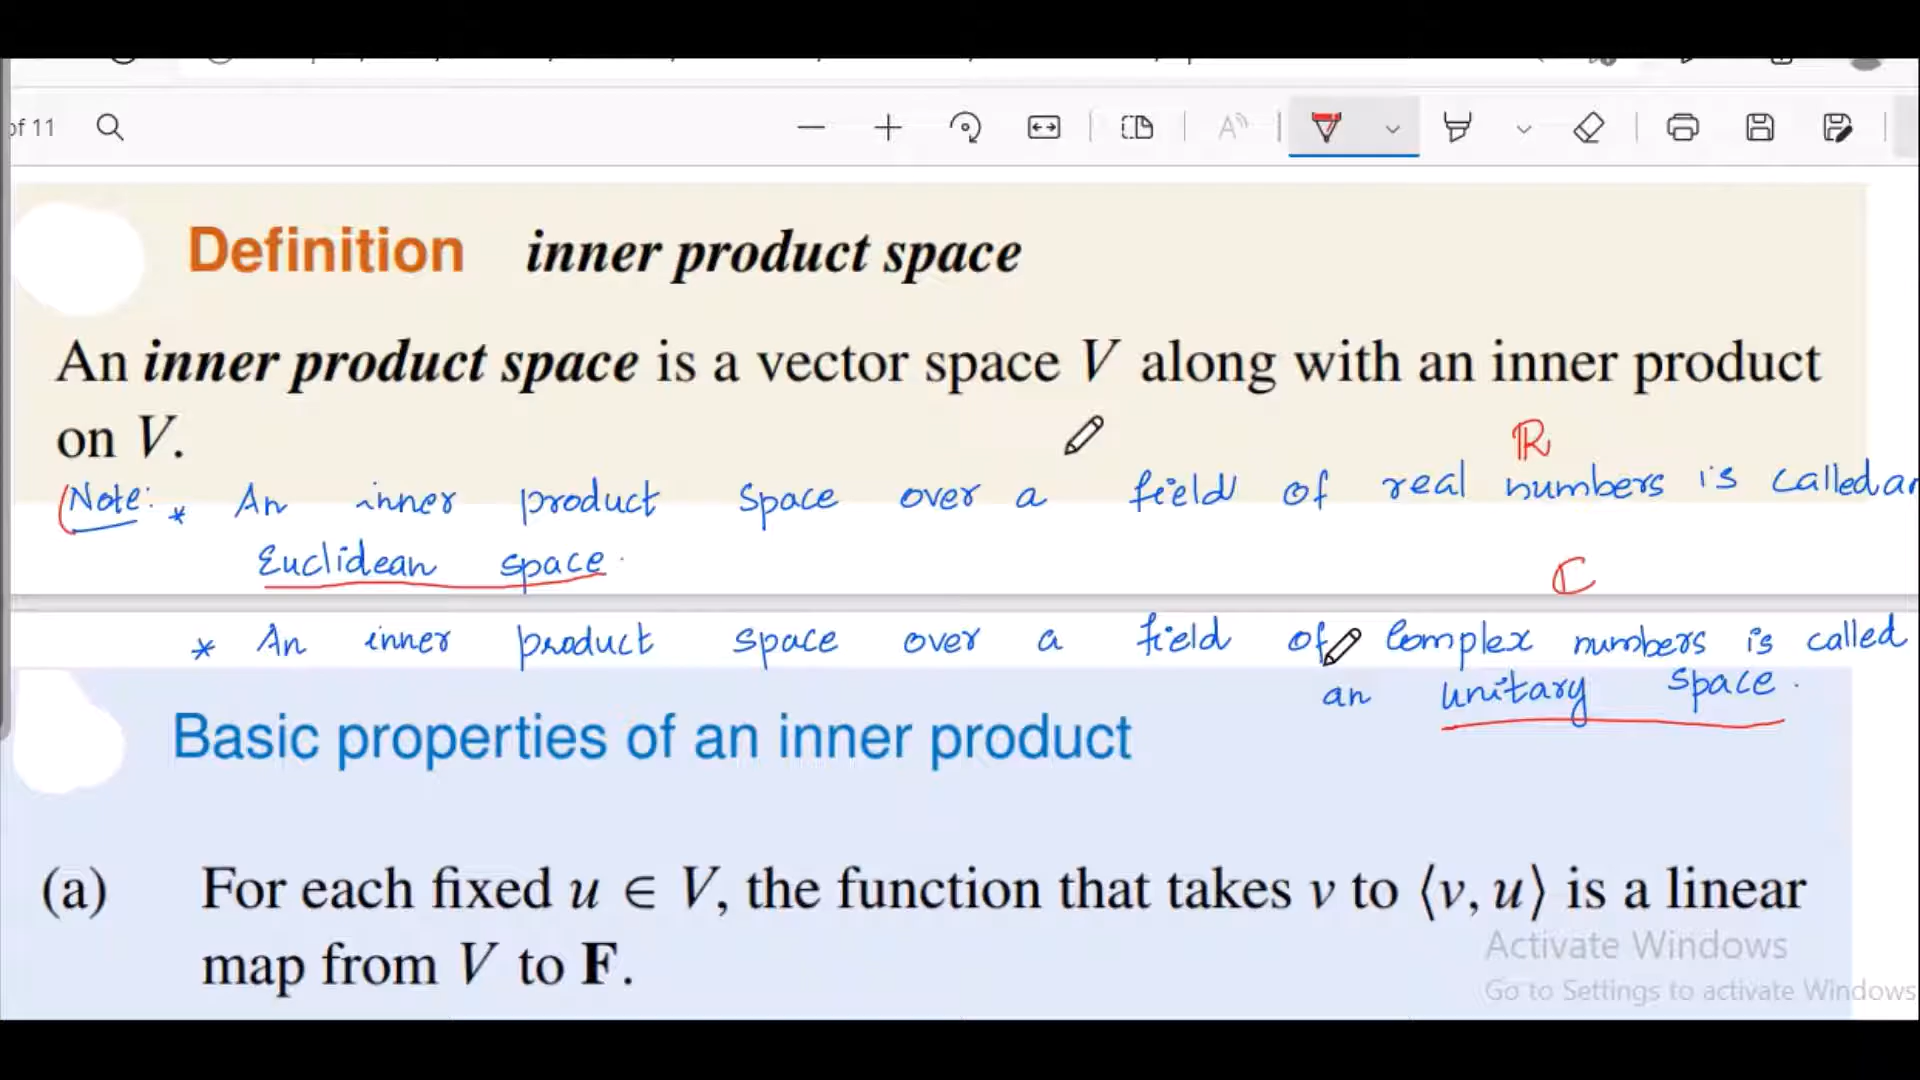 of 11
Definition inner product space
An inner product space is a vector space V along with an inner product
on V.
ℝ
Note: * An inner product space over a field of real numbers is called an
Euclidean space.
ℂ
* An inner product space over a field of complex numbers is called
an unitary space.
Basic properties of an inner product
(a) For each fixed u ∈ V, the function that takes v to ⟨v, u⟩ is a linear
map from V to F.
Activate Windows
Go to Settings to activate Windows